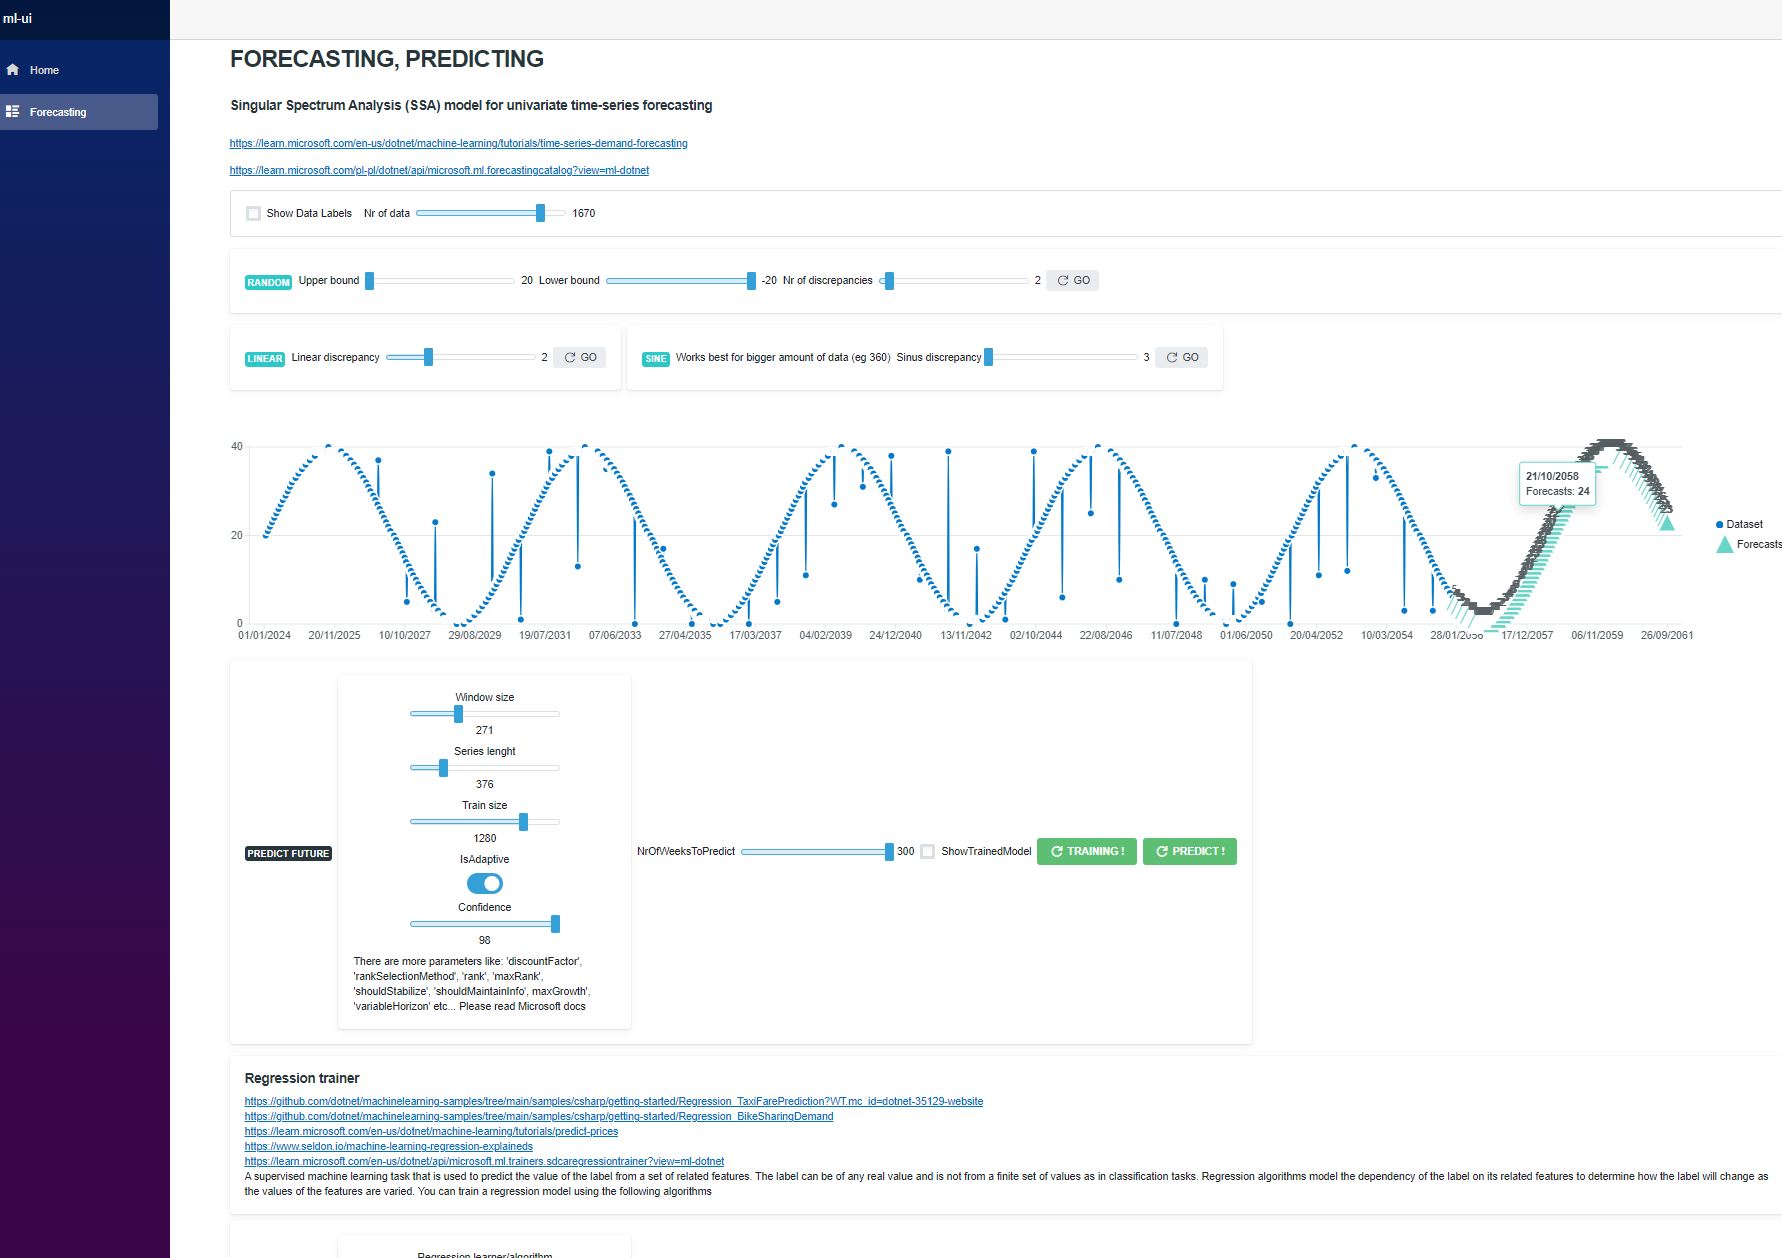 ml-ui
Home
Forecasting
FORECASTING, PREDICTING
Singular Spectrum Analysis (SSA) model for univariate time-series forecasting
https://learn.microsoft.com/en-us/dotnet/machine-learning/tutorials/time-series-demand-forecasting
https://learn.microsoft.com/pl-pl/dotnet/api/microsoft.ml.forecastingcatalog?view=ml-dotnet
Show Data Labels Nr of data 1670
RANDOM Upper bound 20 Lower bound -20 Nr of discrepancies 2 GO
LINEAR Linear discrepancy 2 GO
SINE Works best for bigger amount of data (eg 360) Sinus discrepancy 3 GO
40
20
0
21/10/2058
Forecasts: 24
Dataset
Forecasts
01/01/2024 20/11/2025 10/10/2027 29/08/2029 19/07/2031 07/06/2033 27/04/2035 17/03/2037 04/02/2039 24/12/2040 13/11/2042 02/10/2044 22/08/2046 11/07/2048 01/06/2050 20/04/2052 10/03/2054 28/01/2056 17/12/2057 06/11/2059 26/09/2061
Window size
271
Series lenght
376
Train size
1280
IsAdaptive
Confidence
98
There are more parameters like: 'discountFactor',
'rankSelectionMethod', 'rank', 'maxRank',
'shouldStabilize', 'shouldMaintainInfo', maxGrowth',
'variableHorizon' etc... Please read Microsoft docs
PREDICT FUTURE
NrOfWeeksToPredict 300 ShowTrainedModel TRAINING ! PREDICT !
Regression trainer
https://github.com/dotnet/machinelearning-samples/tree/main/samples/csharp/getting-started/Regression_TaxiFarePrediction?WT.mc_id=dotnet-35129-website
https://github.com/dotnet/machinelearning-samples/tree/main/samples/csharp/getting-started/Regression_BikeSharingDemand
https://learn.microsoft.com/en-us/dotnet/machine-learning/tutorials/predict-prices
https://www.seldon.io/machine-learning-regression-explaineds
https://learn.microsoft.com/en-us/dotnet/api/microsoft.ml.trainers.sdcaregressiontrainer?view=ml-dotnet
A supervised machine learning task that is used to predict the value of the label from a set of related features. The label can be of any real value and is not from a finite set of values as in classification tasks. Regression algorithms model the dependency of the label on its related features to determine how the label will change as
the values of the features are varied. You can train a regression model using the following algorithms
Regression learner/algorithm